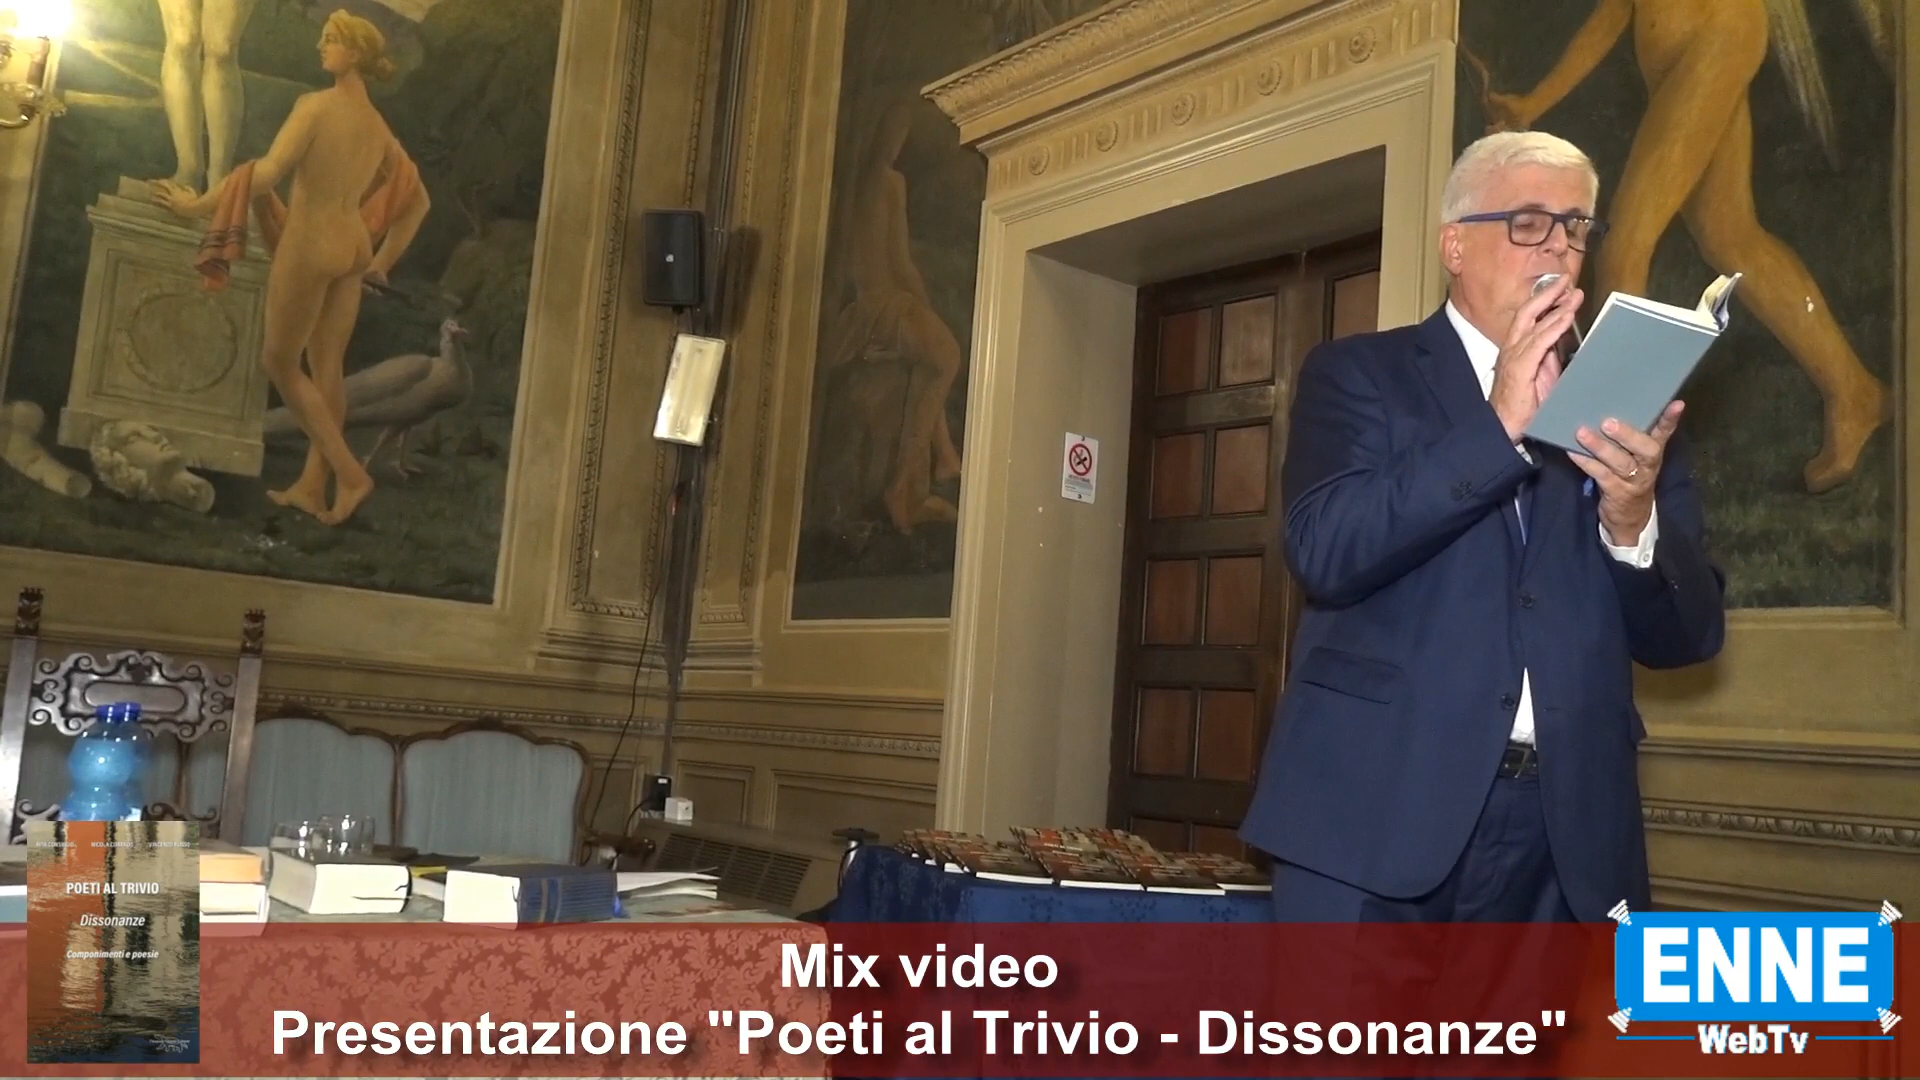 POETI AL TRIVIO
Dissonanze
Componimenti e poesie
Mix video
Presentazione "Poeti al Trivio - Dissonanze"
ENNE
WebTv